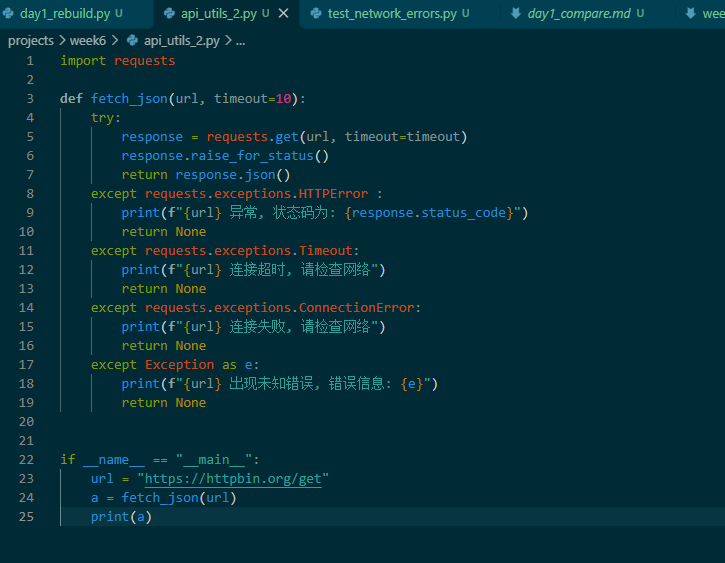 day1_rebuild.py U
api_utils_2.py U
test_network_errors.py U
day1_compare.md U
wee
projects > week6 > api_utils_2.py > ...
1 import requests
2
3 def fetch_json(url, timeout=10):
4     try:
5         response = requests.get(url, timeout=timeout)
6         response.raise_for_status()
7         return response.json()
8     except requests.exceptions.HTTPError :
9         print(f"{url} 异常, 状态码为: {response.status_code}")
10         return None
11     except requests.exceptions.Timeout:
12         print(f"{url} 连接超时, 请检查网络")
13         return None
14     except requests.exceptions.ConnectionError:
15         print(f"{url} 连接失败, 请检查网络")
16         return None
17     except Exception as e:
18         print(f"{url} 出现未知错误, 错误信息: {e}")
19         return None
20
21
22 if __name__ == "__main__":
23     url = "https://httpbin.org/get"
24     a = fetch_json(url)
25     print(a)